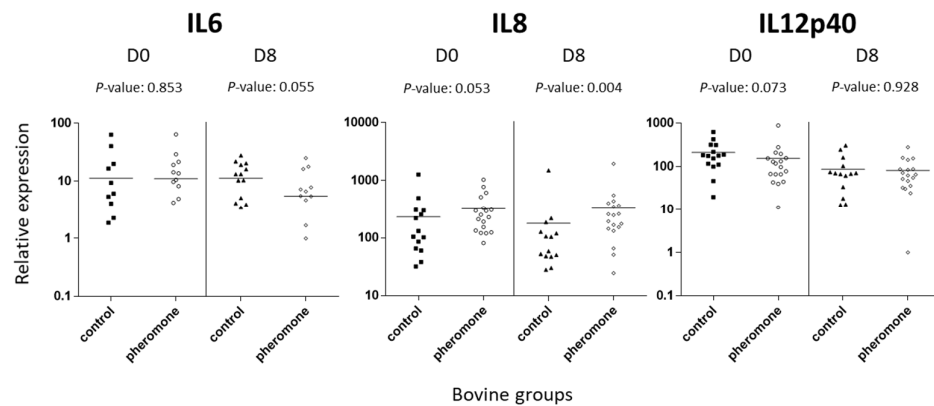 IL6 IL8 IL12p40
D0 D8 D0 D8 D0 D8
P-value: 0.853 P-value: 0.055 P-value: 0.053 P-value: 0.004 P-value: 0.073 P-value: 0.928
Relative expression
100
10
1
0.1
10000
1000
100
10
1000
100
10
1
0.1
control pheromone control pheromone control pheromone control pheromone control pheromone control pheromone
Bovine groups